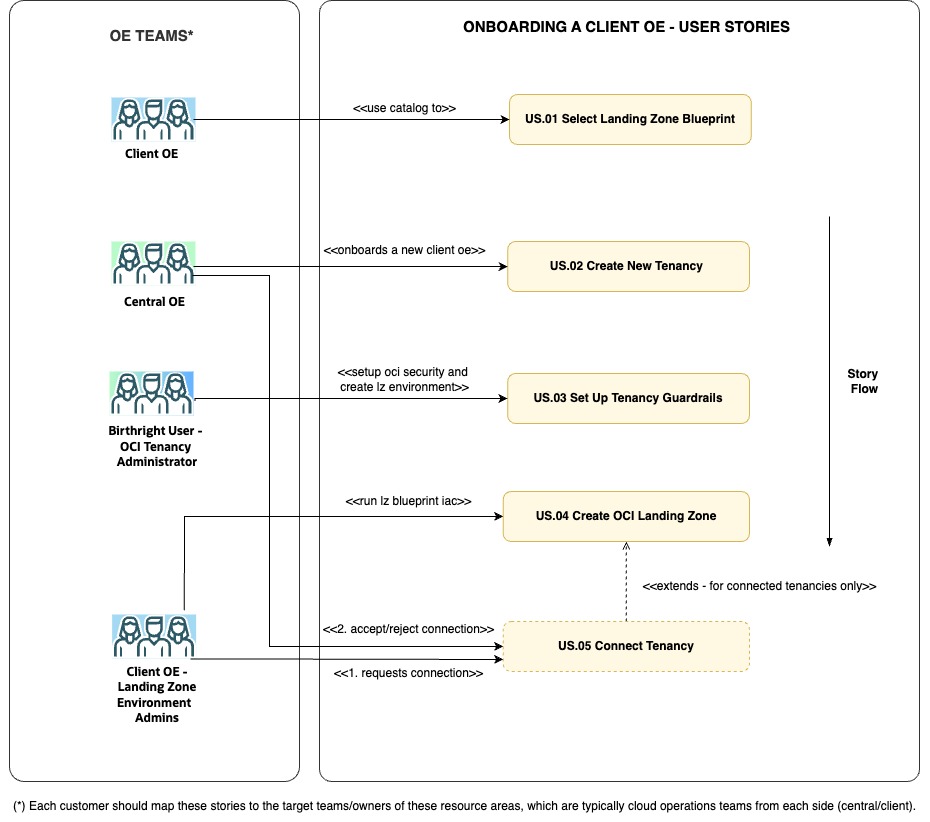 OE TEAMS*
ONBOARDING A CLIENT OE - USER STORIES
Client OE
<<use catalog to>>
US.01 Select Landing Zone Blueprint
Central OE
<<onboards a new client oe>>
US.02 Create New Tenancy
Birthright User -
OCI Tenancy
Administrator
<<setup oci security and
create lz environment>>
US.03 Set Up Tenancy Guardrails
Story
Flow
<<run lz blueprint iac>>
US.04 Create OCI Landing Zone
<<extends - for connected tenancies only>>
Client OE -
Landing Zone
Environment
Admins
<<2. accept/reject connection>>
<<1. requests connection>>
US.05 Connect Tenancy
(*) Each customer should map these stories to the target teams/owners of these resource areas, which are typically cloud operations teams from each side (central/client).